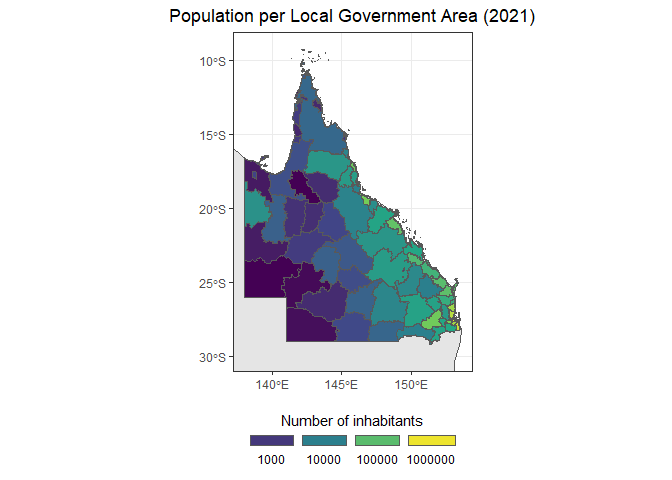 Population per Local Government Area (2021)
10°S
15°S
20°S
25°S
30°S
140°E 145°E 150°E
Number of inhabitants
1000 10000 100000 1000000